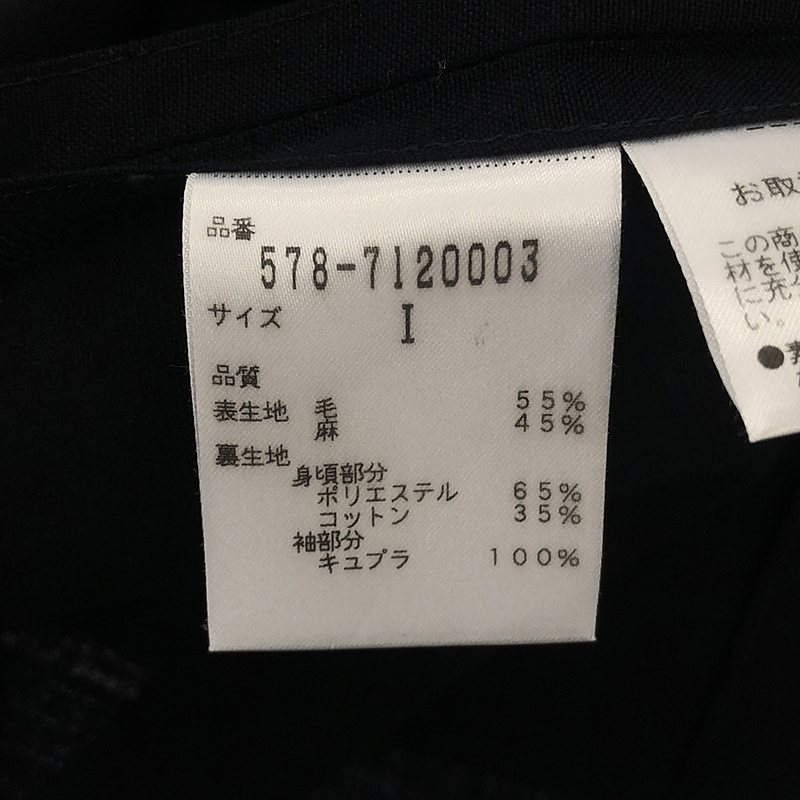 品番
578-7120003
サイズ I
品質
表生地 毛 55%
麻 45%
裏生地
身頃部分
ポリエステル 65%
コットン 35%
袖部分
キュプラ 100%
お取
この商
材を使
に充
い。